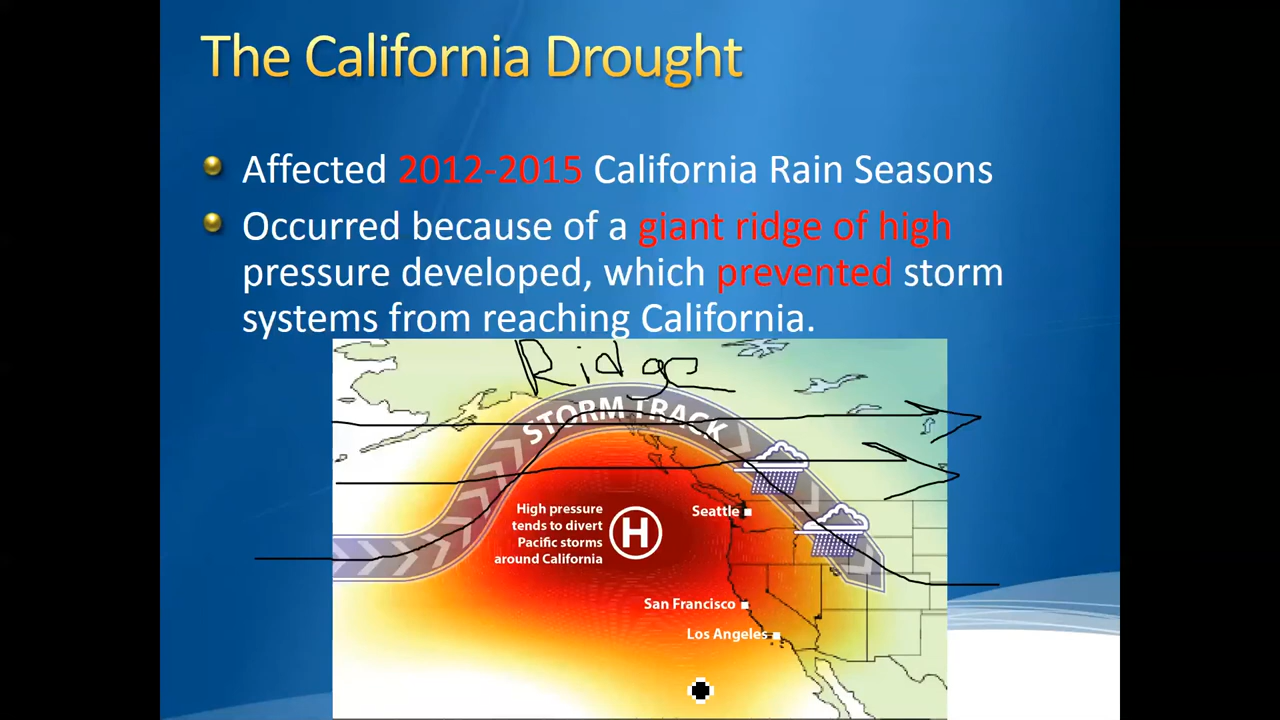 The California Drought
Affected 2012-2015 California Rain Seasons
Occurred because of a giant ridge of high
pressure developed, which prevented storm
systems from reaching California.
Ridge
STORM TRACK
High pressure
tends to divert
Pacific storms
around California
H
Seattle
San Francisco
Los Angeles